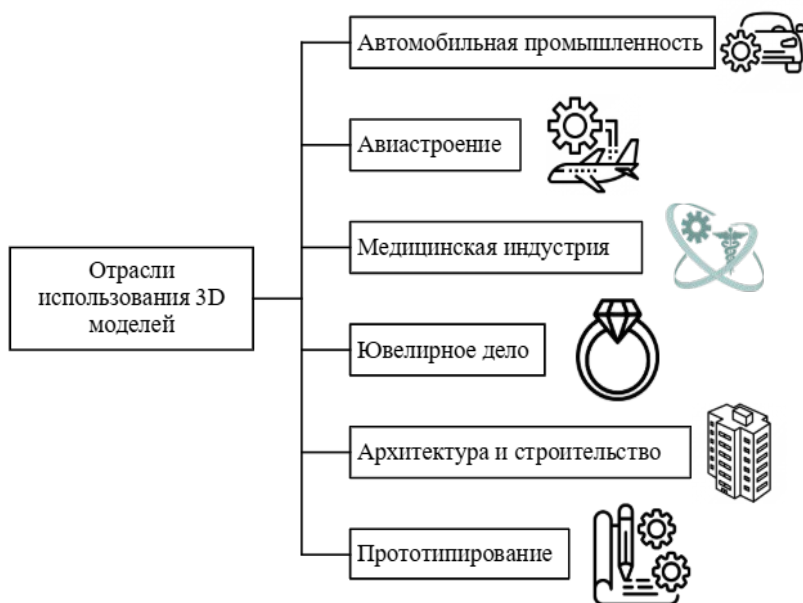 Автомобильная промышленность
Авиастроение
Медицинская индустрия
Отрасли
использования 3D
моделей
Ювелирное дело
Архитектура и строительство
Прототипирование